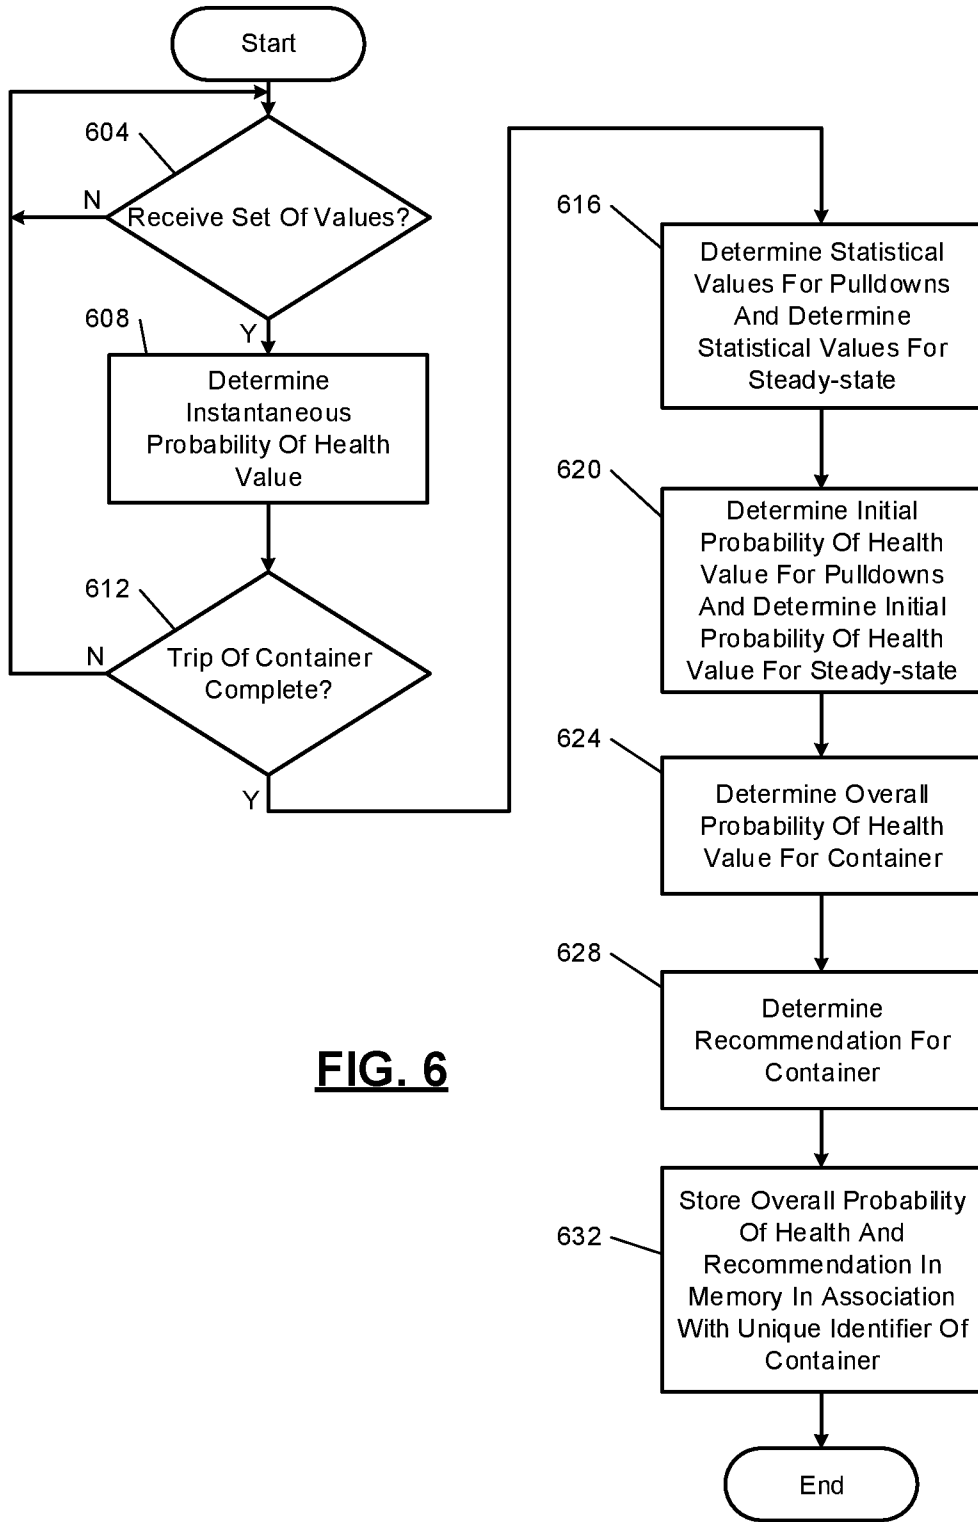 Start
604
N
Receive Set Of Values?
Y
608
Determine
Instantaneous
Probability Of Health
Value
612
N
Trip Of Container
Complete?
Y
616
Determine Statistical
Values For Pulldowns
And Determine
Statistical Values For
Steady-state
620
Determine Initial
Probability Of Health
Value For Pulldowns
And Determine Initial
Probability Of Health
Value For Steady-state
624
Determine Overall
Probability Of Health
Value For Container
628
Determine
Recommendation For
Container
632
Store Overall Probability
Of Health And
Recommendation In
Memory In Association
With Unique Identifier Of
Container
End
FIG. 6